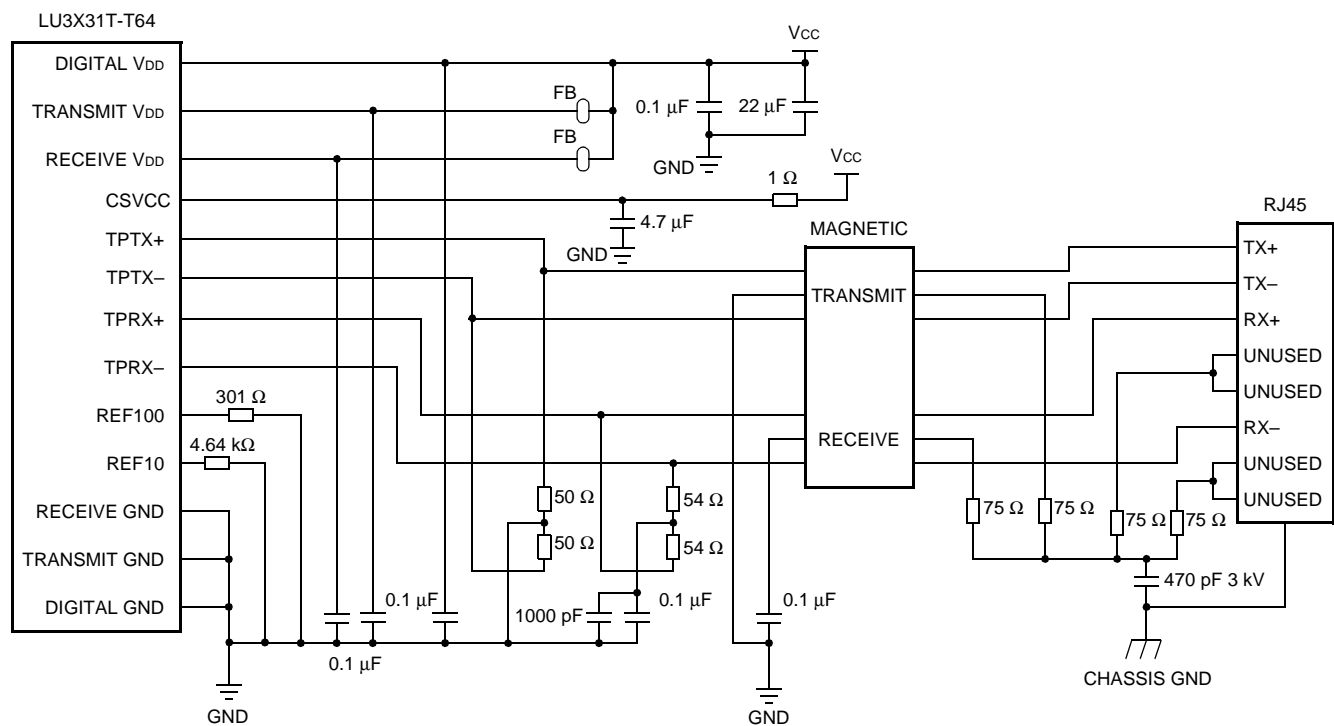 LU3X31T-T64
DIGITAL VDD
TRANSMIT VDD
RECEIVE VDD
CSVCC
TPTX+
TPTX–
TPRX+
TPRX–
REF100
REF10
RECEIVE GND
TRANSMIT GND
DIGITAL GND
301 Ω
4.64 kΩ
FB
FB
VCC
0.1 μF
22 μF
GND
VCC
1 Ω
4.7 μF
GND
MAGNETIC
TRANSMIT
RECEIVE
RJ45
TX+
TX–
RX+
UNUSED
UNUSED
RX–
UNUSED
UNUSED
50 Ω
50 Ω
54 Ω
54 Ω
75 Ω
75 Ω
75 Ω
75 Ω
0.1 μF
0.1 μF
1000 pF
0.1 μF
0.1 μF
470 pF 3 kV
CHASSIS GND
GND
GND